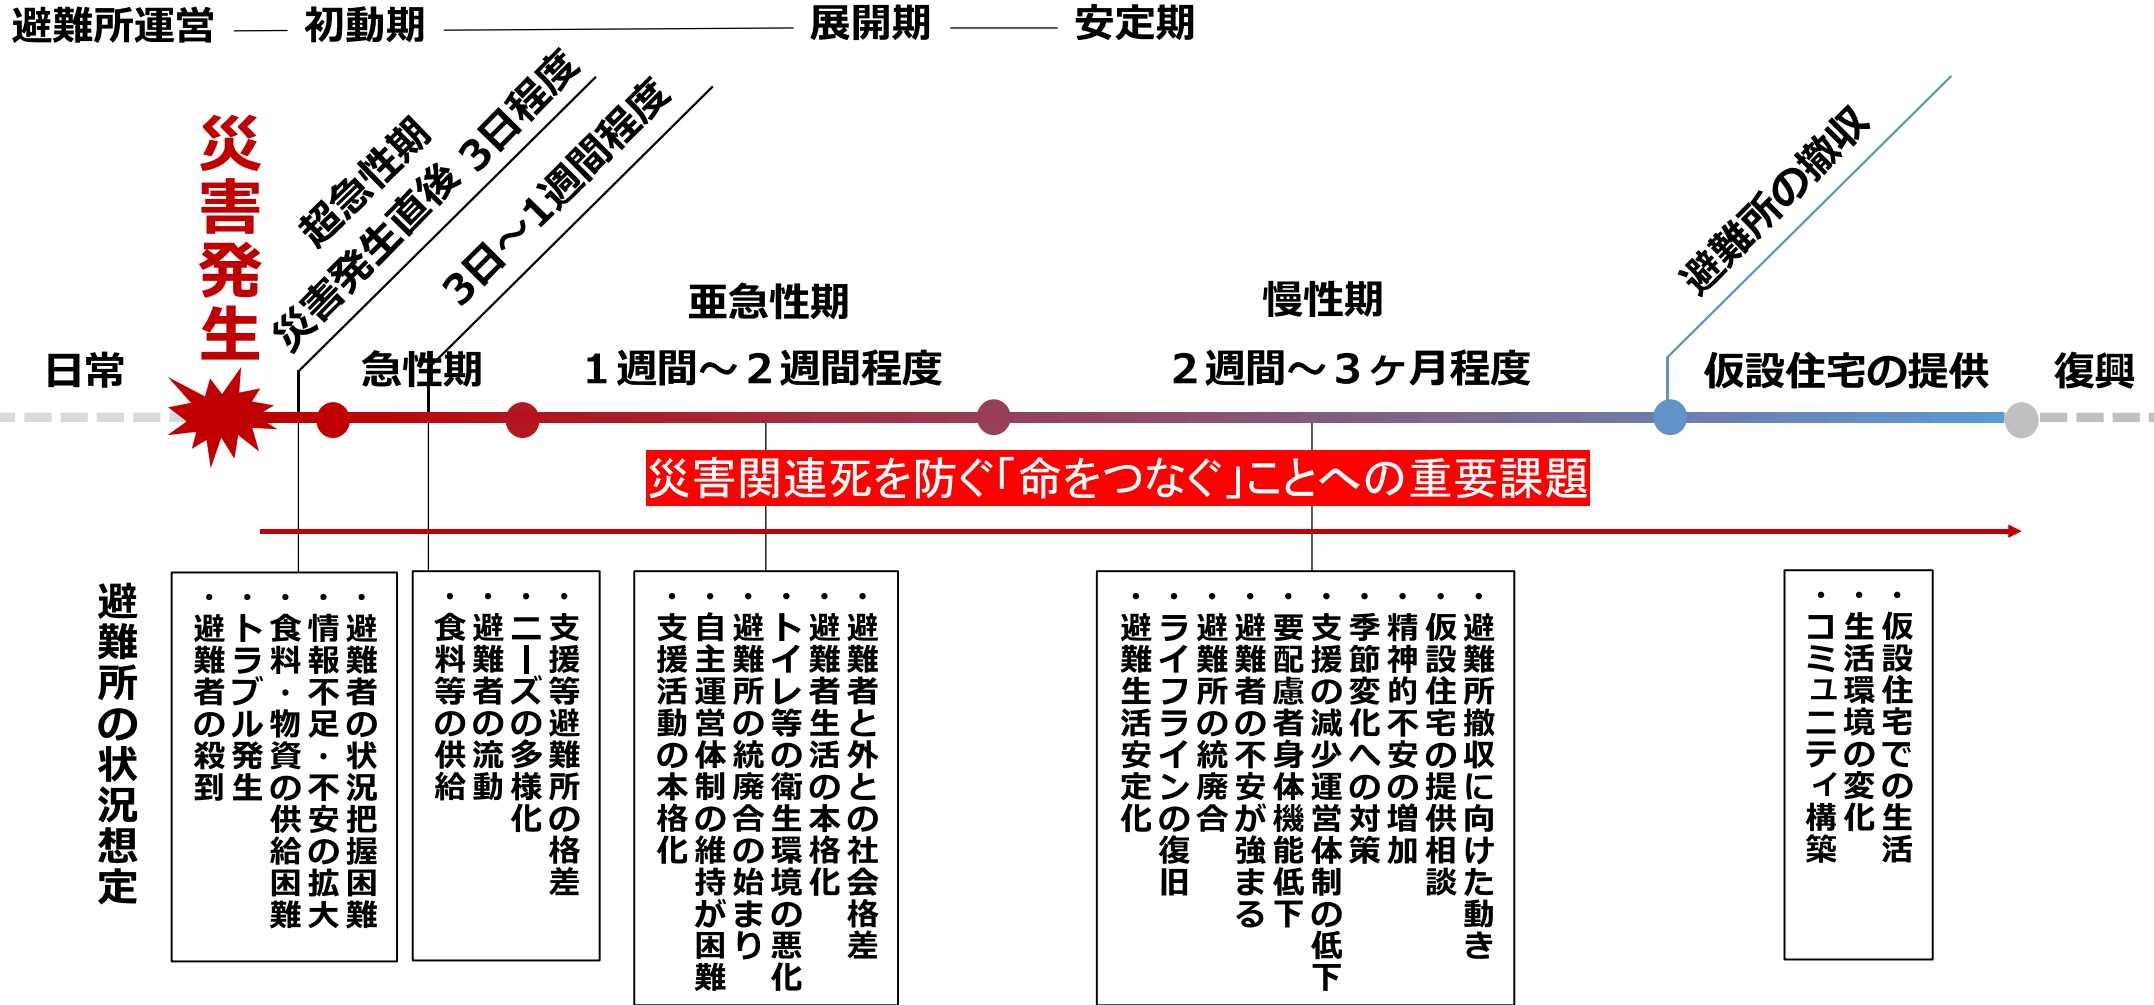 避難所運営
初動期
展開期
安定期
災害発生
超急性期
災害発生直後 3日程度
3日～1週間程度
避難所の撤収
亜急性期
慢性期
日常
急性期
１週間～２週間程度
２週間～３ヶ月程度
仮設住宅の提供
復興
災害関連死を防ぐ「命をつなぐ」ことへの重要課題
避難所の状況想定
・避難者の状況把握困難
・情報不足・不安の拡大
・食料・物資の供給困難
・トラブル発生
・避難者の殺到
・支援等避難所の格差
・ニーズの多様化
・避難者の流動
・食料等の供給
・避難者と外との社会格差
・避難者生活の本格化
・トイレ等の衛生環境の悪化
・避難所の統廃合の始まり
・自主運営体制の維持が困難
・支援活動の本格化
・避難所撤収に向けた動き
・仮設住宅の提供相談
・精神的不安の増加
・季節変化への対策
・支援の減少運営体制の低下
・要配慮者身体機能低下
・避難者の不安が強まる
・避難所の統廃合
・ライフラインの復旧
・避難生活安定化
・仮設住宅での生活
・生活環境の変化
・コミュニティ構築